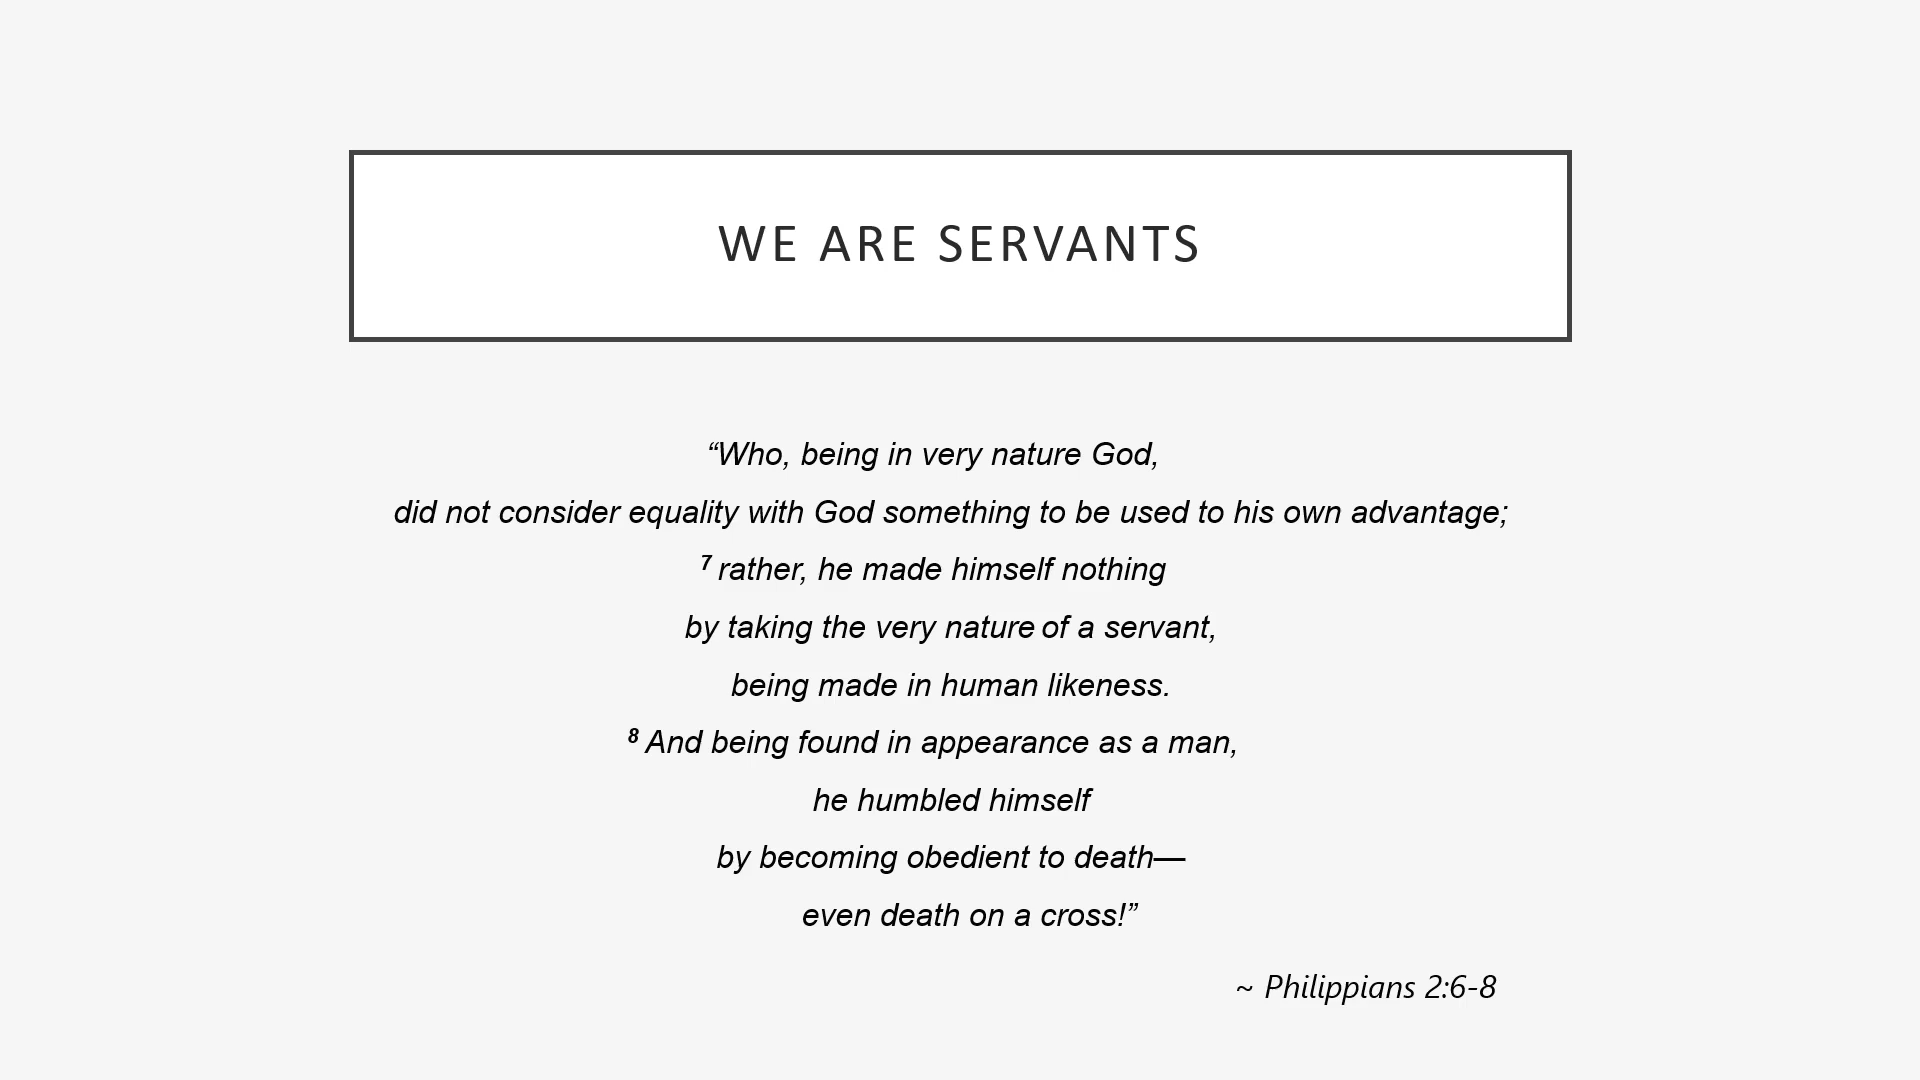 WE ARE SERVANTS
“Who, being in very nature God,
did not consider equality with God something to be used to his own advantage;
⁷ rather, he made himself nothing
by taking the very nature of a servant,
being made in human likeness.
⁸ And being found in appearance as a man,
he humbled himself
by becoming obedient to death—
even death on a cross!”
~ Philippians 2:6-8